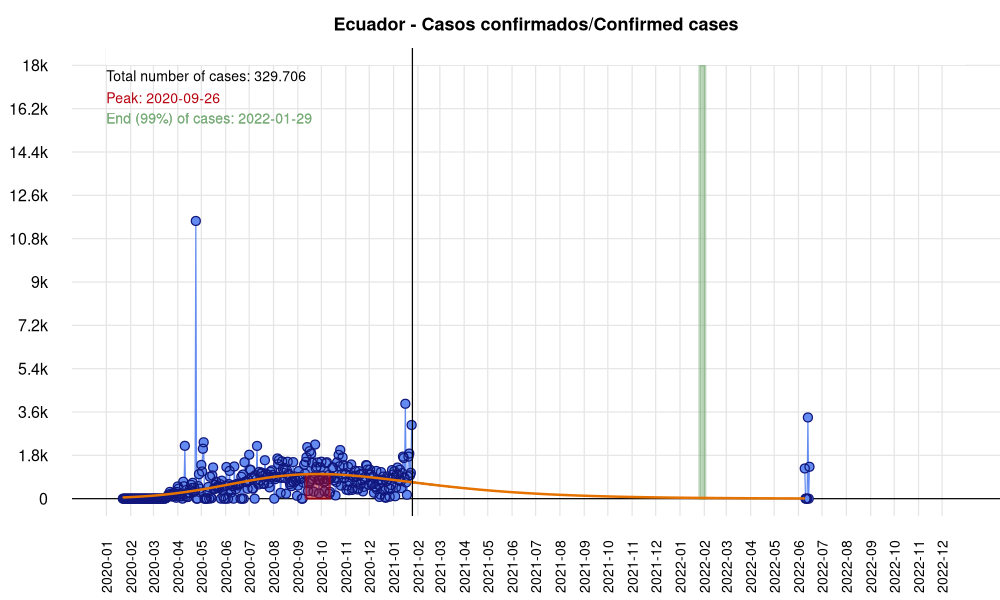 Ecuador - Casos confirmados/Confirmed cases
Total number of cases: 329.706
Peak: 2020-09-26
End (99%) of cases: 2022-01-29
18k
16.2k
14.4k
12.6k
10.8k
9k
7.2k
5.4k
3.6k
1.8k
0
2020-01
2020-02
2020-03
2020-04
2020-05
2020-06
2020-07
2020-08
2020-09
2020-10
2020-11
2020-12
2021-01
2021-02
2021-03
2021-04
2021-05
2021-06
2021-07
2021-08
2021-09
2021-10
2021-11
2021-12
2022-01
2022-02
2022-03
2022-04
2022-05
2022-06
2022-07
2022-08
2022-09
2022-10
2022-11
2022-12